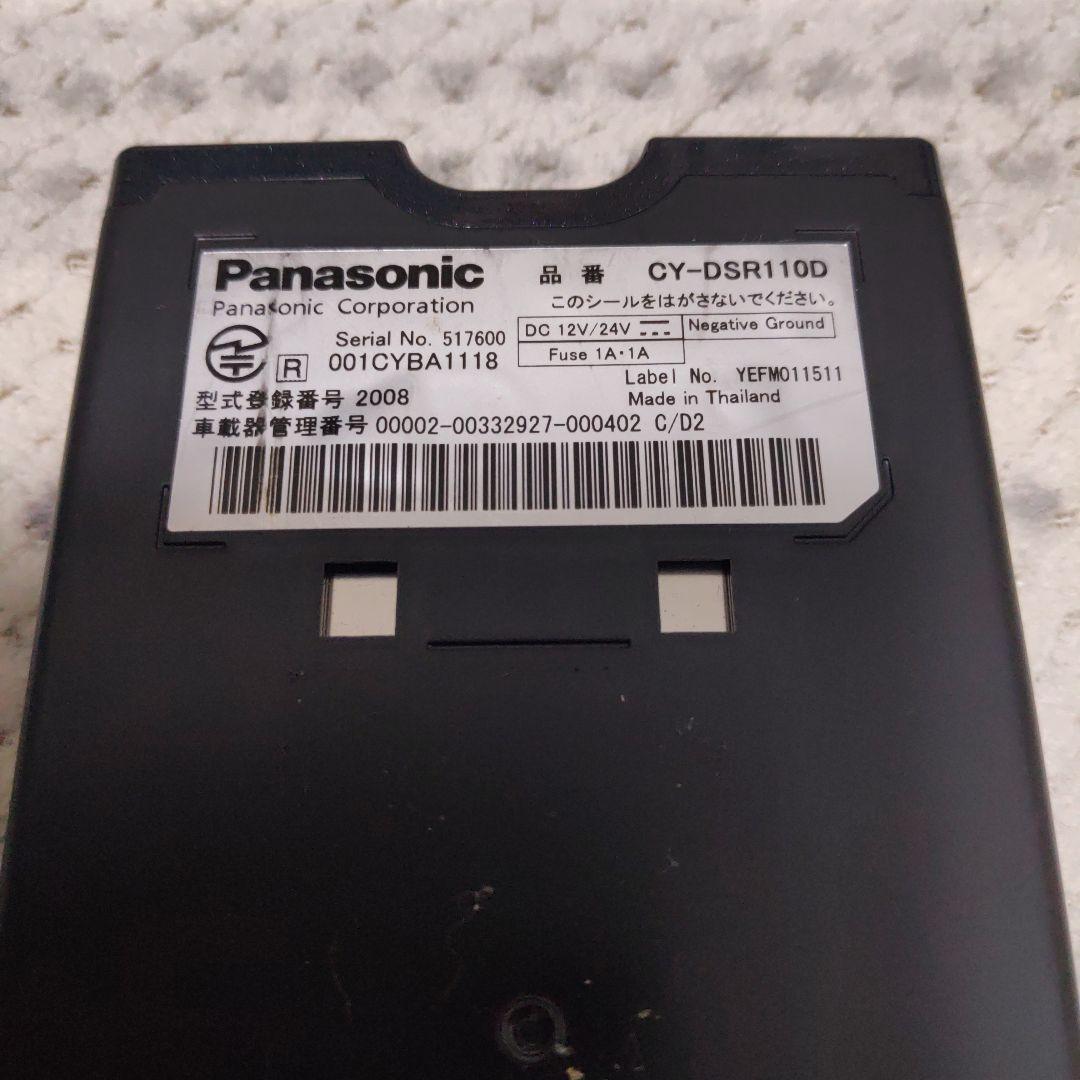 Panasonic 品番 CY-DSR110D
Panasonic Corporation このシールをはがさないでください。
Serial No. 517600 DC 12V/24V Negative Ground
R 001CYBA1118 Fuse 1A・1A
Label No. YEFM011511
型式登録番号 2008 Made in Thailand
車載器管理番号 00002-00332927-000402 C/D2